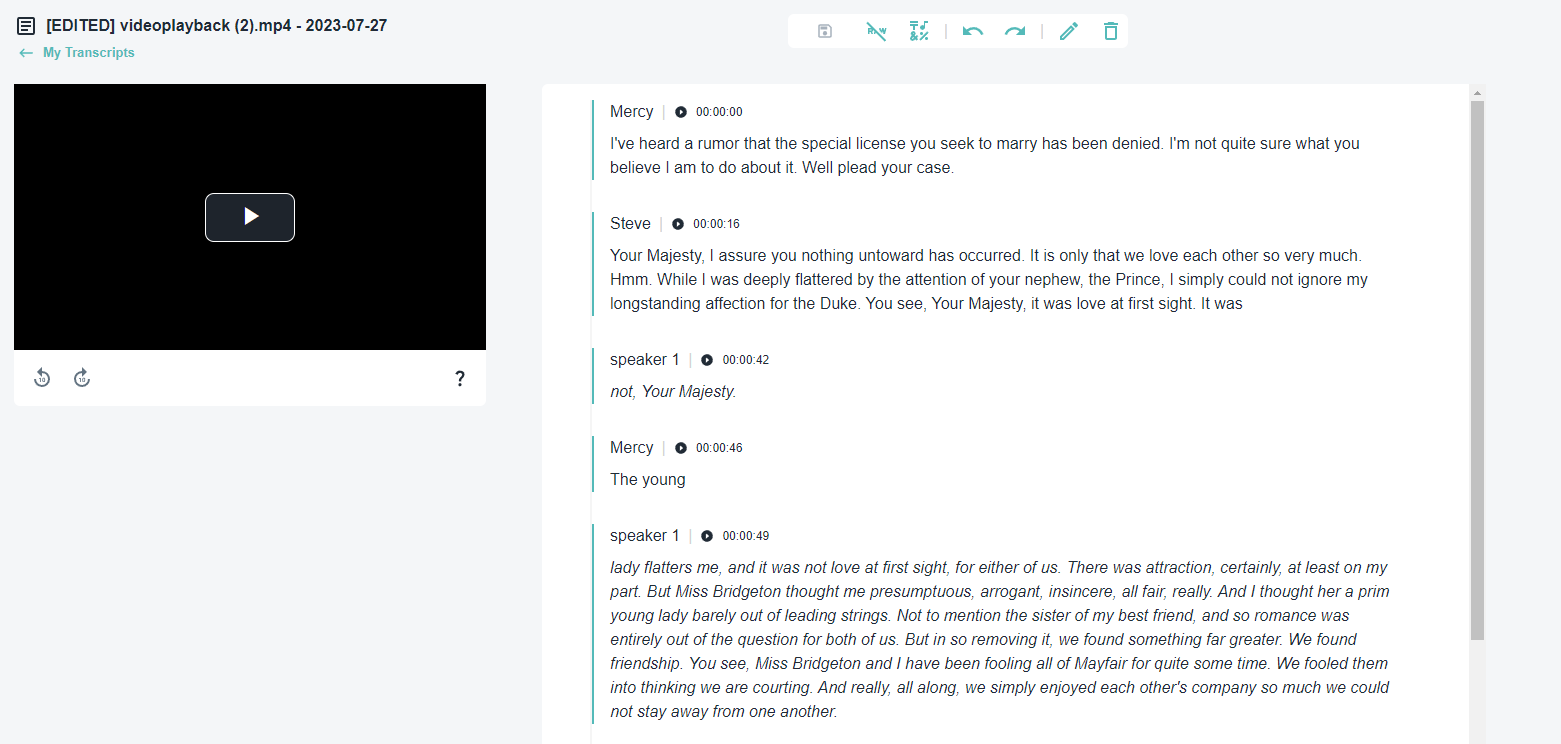 [EDITED] videoplayback (2).mp4 - 2023-07-27
My Transcripts
RAW
T
&%
Mercy | 00:00:00
I've heard a rumor that the special license you seek to marry has been denied. I'm not quite sure what you
believe I am to do about it. Well plead your case.
Steve | 00:00:16
Your Majesty, I assure you nothing untoward has occurred. It is only that we love each other so very much.
Hmm. While I was deeply flattered by the attention of your nephew, the Prince, I simply could not ignore my
longstanding affection for the Duke. You see, Your Majesty, it was love at first sight. It was
speaker 1 | 00:00:42
not, Your Majesty.
Mercy | 00:00:46
The young
speaker 1 | 00:00:49
lady flatters me, and it was not love at first sight, for either of us. There was attraction, certainly, at least on my
part. But Miss Bridgeton thought me presumptuous, arrogant, insincere, all fair, really. And I thought her a prim
young lady barely out of leading strings. Not to mention the sister of my best friend, and so romance was
entirely out of the question for both of us. But in so removing it, we found something far greater. We found
friendship. You see, Miss Bridgeton and I have been fooling all of Mayfair for quite some time. We fooled them
into thinking we are courting. And really, all along, we simply enjoyed each other's company so much we could
not stay away from one another.
10
10
?